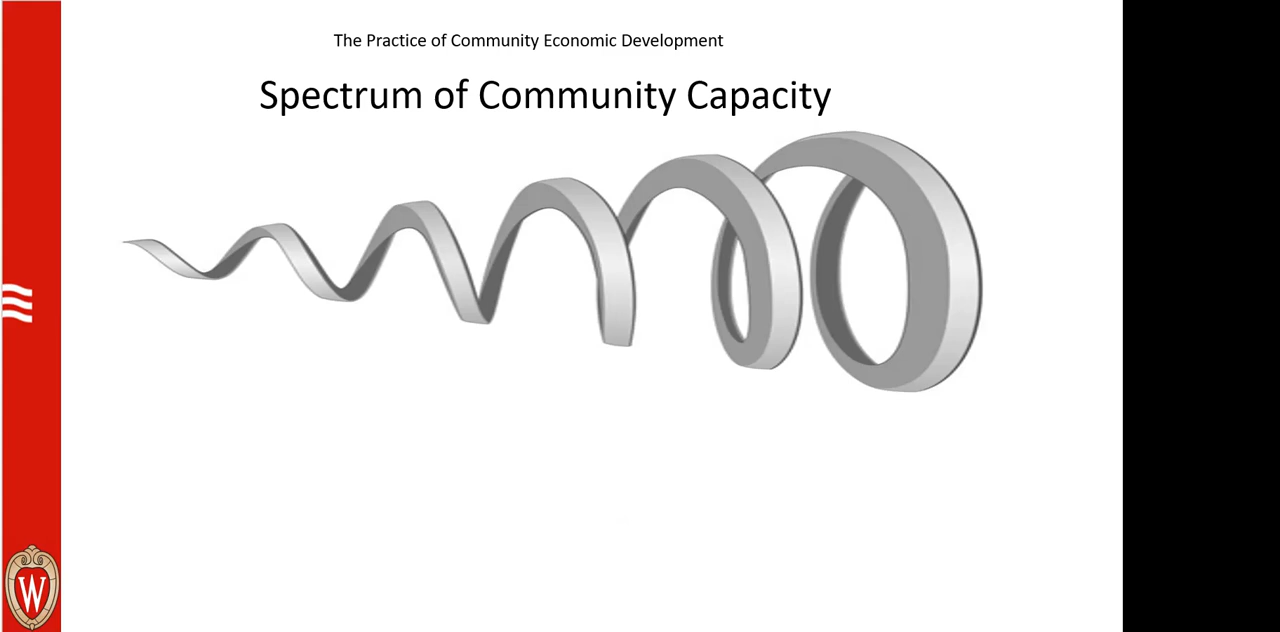 The Practice of Community Economic Development
Spectrum of Community Capacity
W